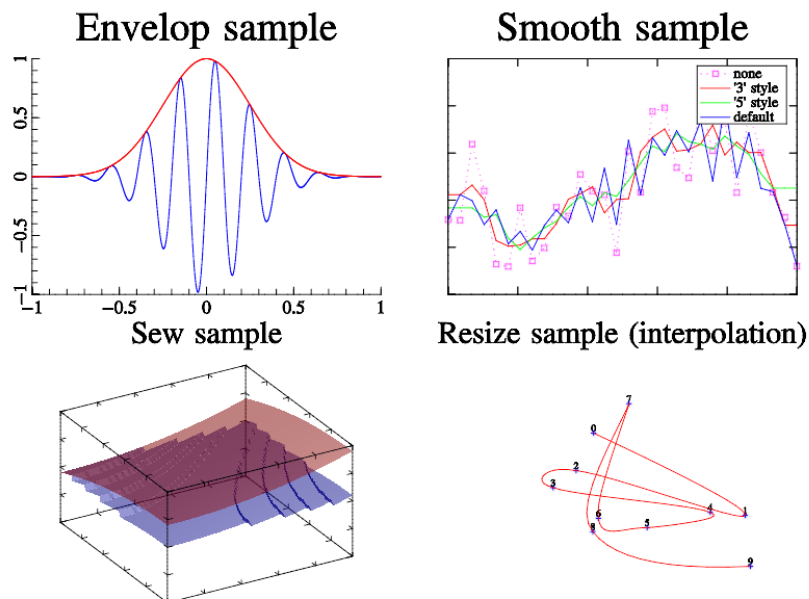 Envelop sample
1
0.5
0
−0.5
−1
−1 −0.5 0 0.5 1
Smooth sample
none
'3' style
'5' style
default
Sew sample
Resize sample (interpolation)
7
0
2
3
4
1
6
5
8
9